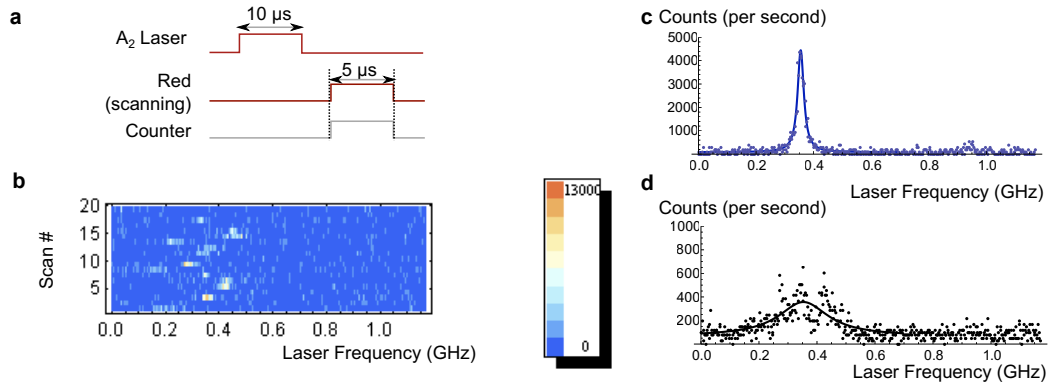 a
10 µs
A₂ Laser
5 µs
Red
(scanning)
Counter
b
20
15
10
5
Scan #
0.0 0.2 0.4 0.6 0.8 1.0
Laser Frequency (GHz)
13000
0
c
Counts (per second)
5000
4000
3000
2000
1000
0.0 0.2 0.4 0.6 0.8 1.0
Laser Frequency (GHz)
d
Counts (per second)
1000
800
600
400
200
0.0 0.2 0.4 0.6 0.8 1.0
Laser Frequency (GHz)